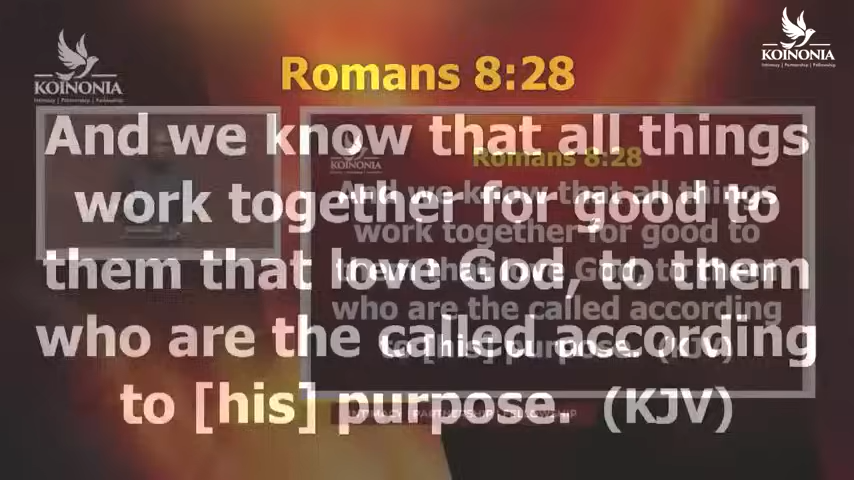 KOINONIA
Intimacy | Partnership | Fellowship
KOINONIA
Intimacy | Partnership | Fellowship
Romans 8:28
And we know that all things
work together for good to
them that love God, to them
who are the called according
to [his] purpose. (KJV)
KOINONIA
Romans 8:28
And we know that all things
work together for good to
them that love God, to them
who are the called according
to [his] purpose. (KJV)
INTIMACY | PARTNERSHIP | FELLOWSHIP